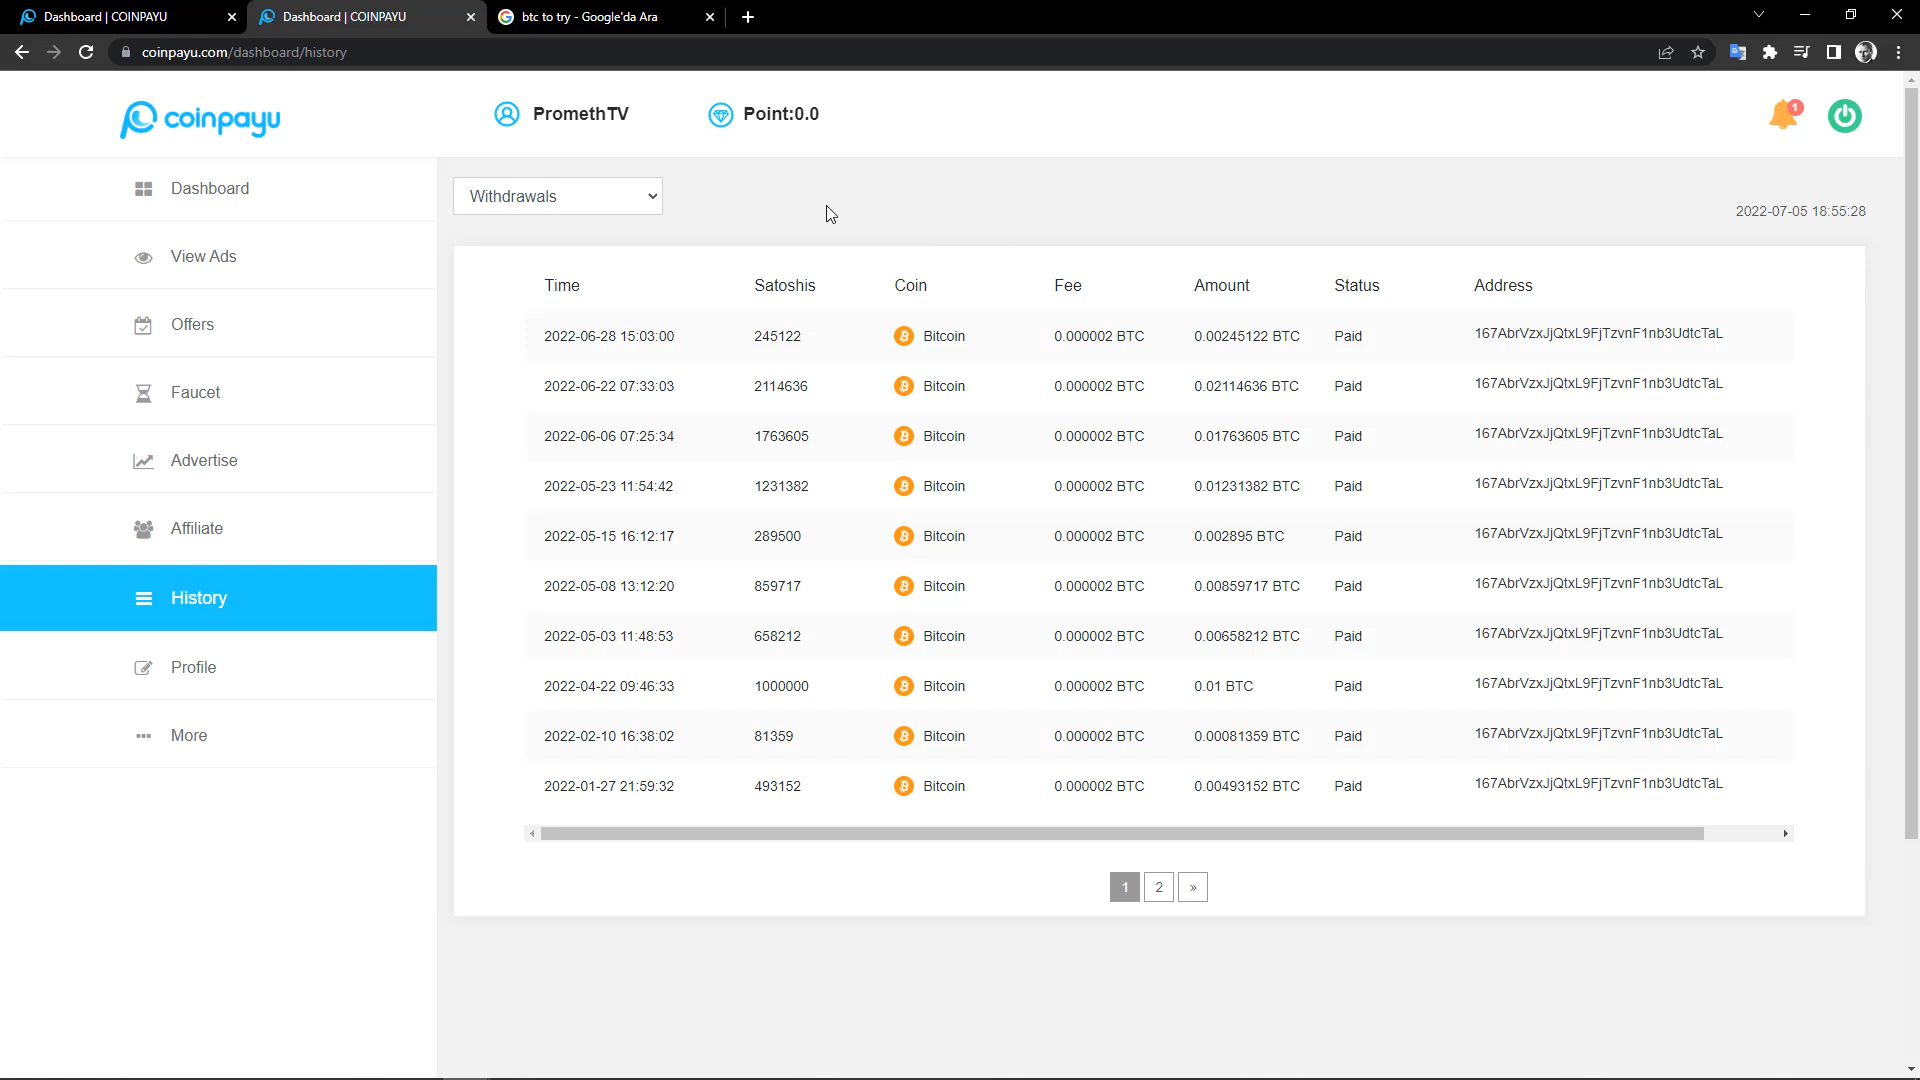 Dashboard | COINPAYU
Dashboard | COINPAYU
btc to try - Google'da Ara
coinpayu.com/dashboard/history
coinpayu
PromethTV
Point:0.0
1
Dashboard
View Ads
Offers
Faucet
Advertise
Affiliate
History
Profile
More
Withdrawals
2022-07-05 18:55:28
Time Satoshis Coin Fee Amount Status Address
2022-06-28 15:03:00 245122 Bitcoin 0.000002 BTC 0.00245122 BTC Paid 167AbrVzxJjQtxL9FjTzvnF1nb3UdtcTaL
2022-06-22 07:33:03 2114636 Bitcoin 0.000002 BTC 0.02114636 BTC Paid 167AbrVzxJjQtxL9FjTzvnF1nb3UdtcTaL
2022-06-06 07:25:34 1763605 Bitcoin 0.000002 BTC 0.01763605 BTC Paid 167AbrVzxJjQtxL9FjTzvnF1nb3UdtcTaL
2022-05-23 11:54:42 1231382 Bitcoin 0.000002 BTC 0.01231382 BTC Paid 167AbrVzxJjQtxL9FjTzvnF1nb3UdtcTaL
2022-05-15 16:12:17 289500 Bitcoin 0.000002 BTC 0.002895 BTC Paid 167AbrVzxJjQtxL9FjTzvnF1nb3UdtcTaL
2022-05-08 13:12:20 859717 Bitcoin 0.000002 BTC 0.00859717 BTC Paid 167AbrVzxJjQtxL9FjTzvnF1nb3UdtcTaL
2022-05-03 11:48:53 658212 Bitcoin 0.000002 BTC 0.00658212 BTC Paid 167AbrVzxJjQtxL9FjTzvnF1nb3UdtcTaL
2022-04-22 09:46:33 1000000 Bitcoin 0.000002 BTC 0.01 BTC Paid 167AbrVzxJjQtxL9FjTzvnF1nb3UdtcTaL
2022-02-10 16:38:02 81359 Bitcoin 0.000002 BTC 0.00081359 BTC Paid 167AbrVzxJjQtxL9FjTzvnF1nb3UdtcTaL
2022-01-27 21:59:32 493152 Bitcoin 0.000002 BTC 0.00493152 BTC Paid 167AbrVzxJjQtxL9FjTzvnF1nb3UdtcTaL
1 2 »